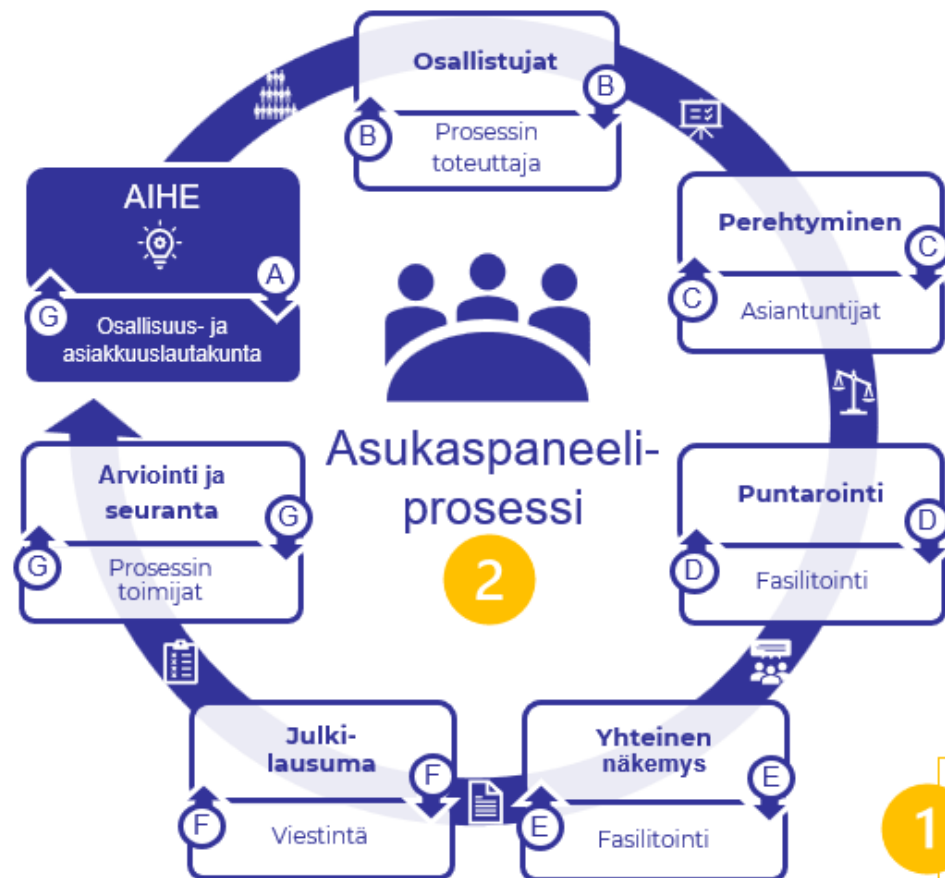 Osallistujat
B
B
Prosessin
toteuttaja
AIHE
A
G
Osallisuus- ja
asiakkuuslautakunta
Perehtyminen
C
C
Asiantuntijat
Asukaspaneeli-
prosessi
2
Arviointi ja
seuranta
G
G
Prosessin
toimijat
Puntarointi
D
D
Fasilitointi
Julki-
lausuma
F
F
Viestintä
Yhteinen
näkemys
E
E
Fasilitointi
1